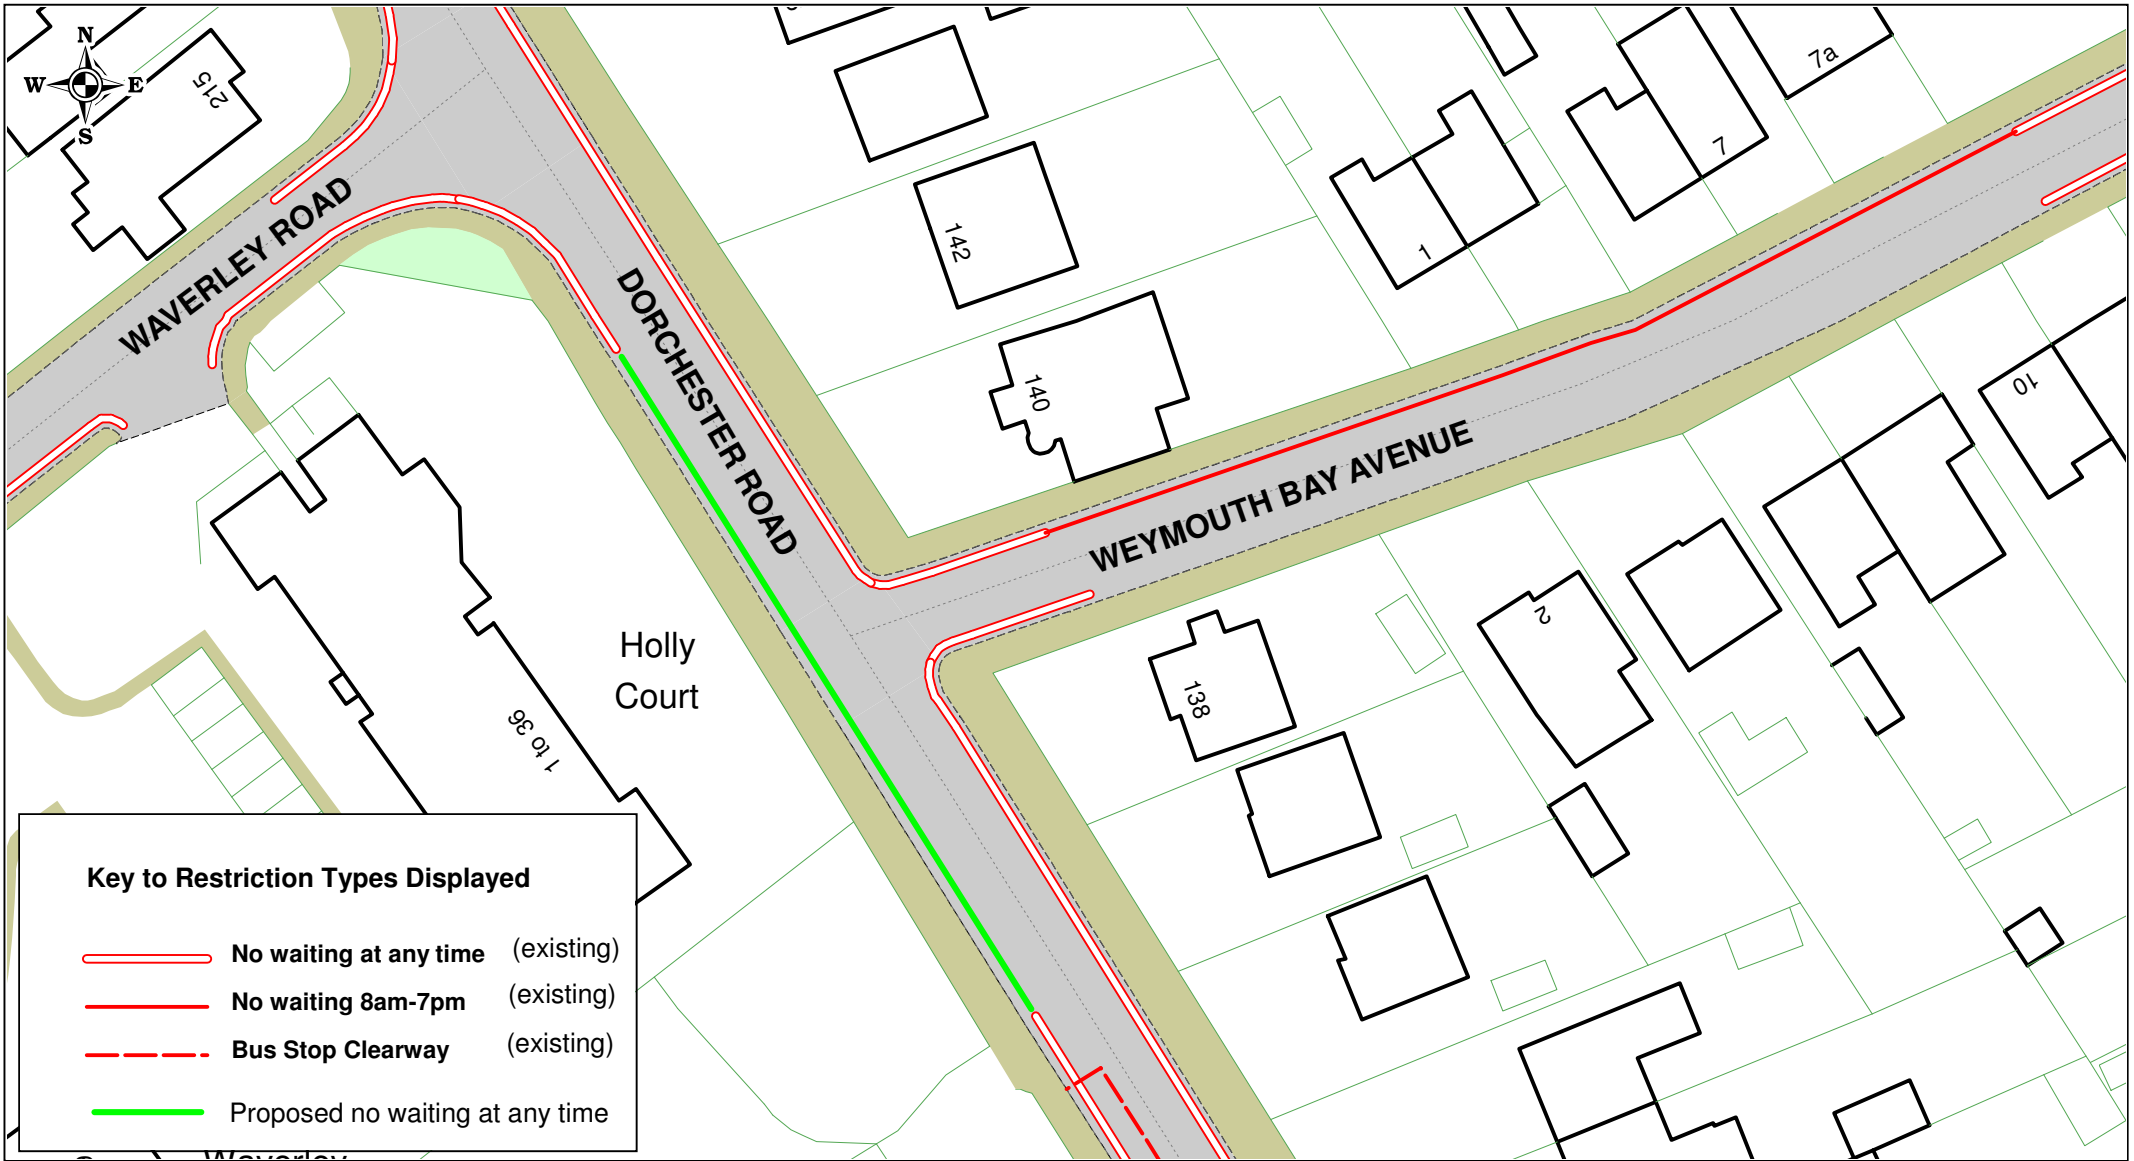 N
W E
S
215
7a
7
1
142
140
10
2
138
WAVERLEY ROAD
DORCHESTER ROAD
WEYMOUTH BAY AVENUE
Holly
Court
1 to 36
Key to Restriction Types Displayed
No waiting at any time (existing)
No waiting 8am-7pm (existing)
Bus Stop Clearway (existing)
Proposed no waiting at any time
Waverley